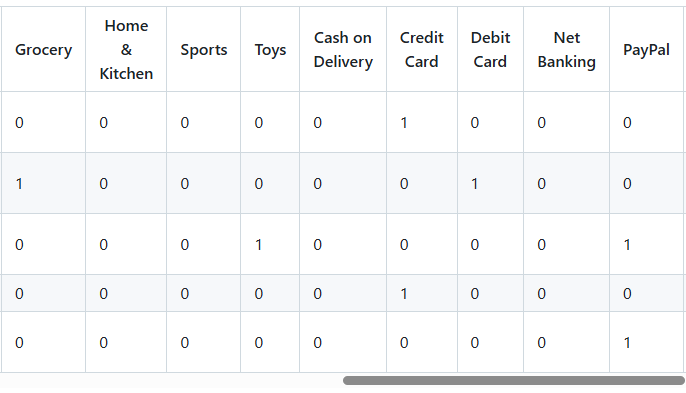 Grocery Home & Kitchen Sports Toys Cash on Delivery Credit Card Debit Card Net Banking PayPal
0 0 0 0 0 1 0 0 0
1 0 0 0 0 0 1 0 0
0 0 0 1 0 0 0 0 1
0 0 0 0 0 1 0 0 0
0 0 0 0 0 0 0 0 1